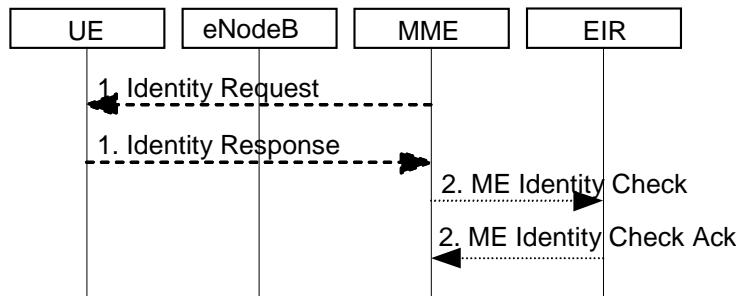 UE
eNodeB
MME
EIR
1. Identity Request
1. Identity Response
2. ME Identity Check
2. ME Identity Check Ack